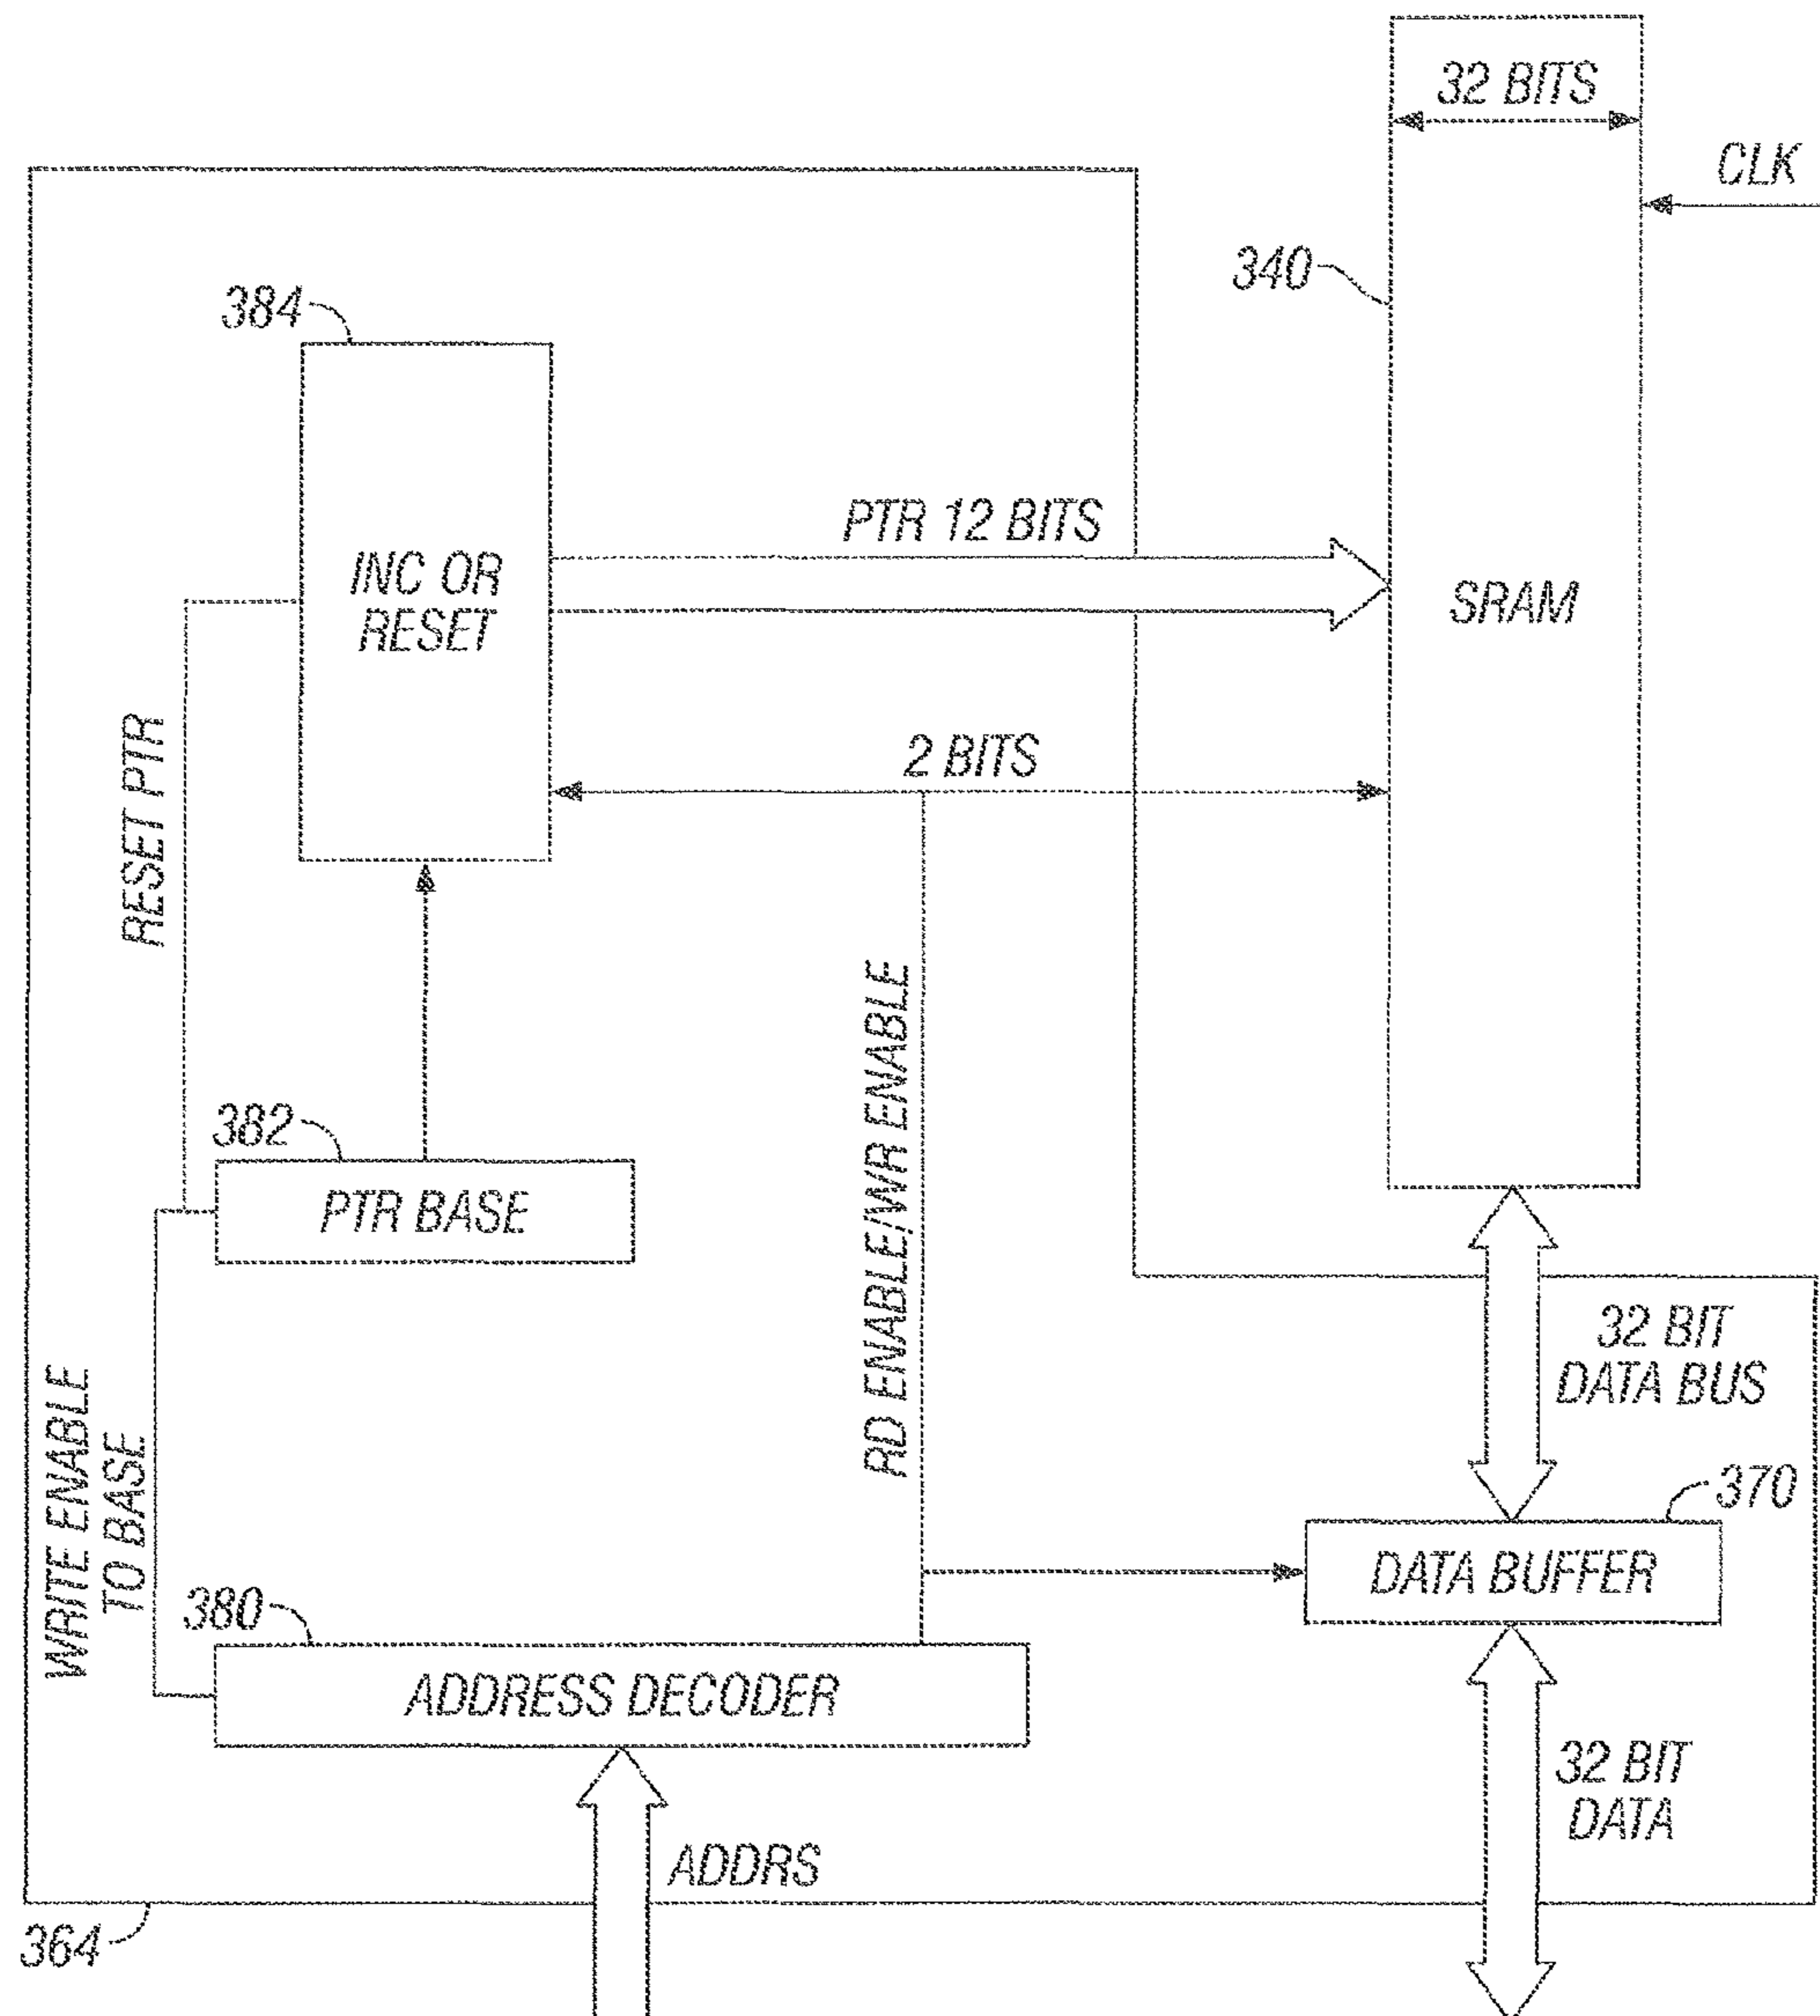 32 BITS
CLK
340
384
PTR 12 BITS
INC OR
RESET
SRAM
2 BITS
RESET PTR
RD ENABLE/WR ENABLE
382
PTR BASE
32 BIT
DATA BUS
WRITE ENABLE
TO BASE
370
DATA BUFFER
380
ADDRESS DECODER
32 BIT
DATA
ADDRS
364